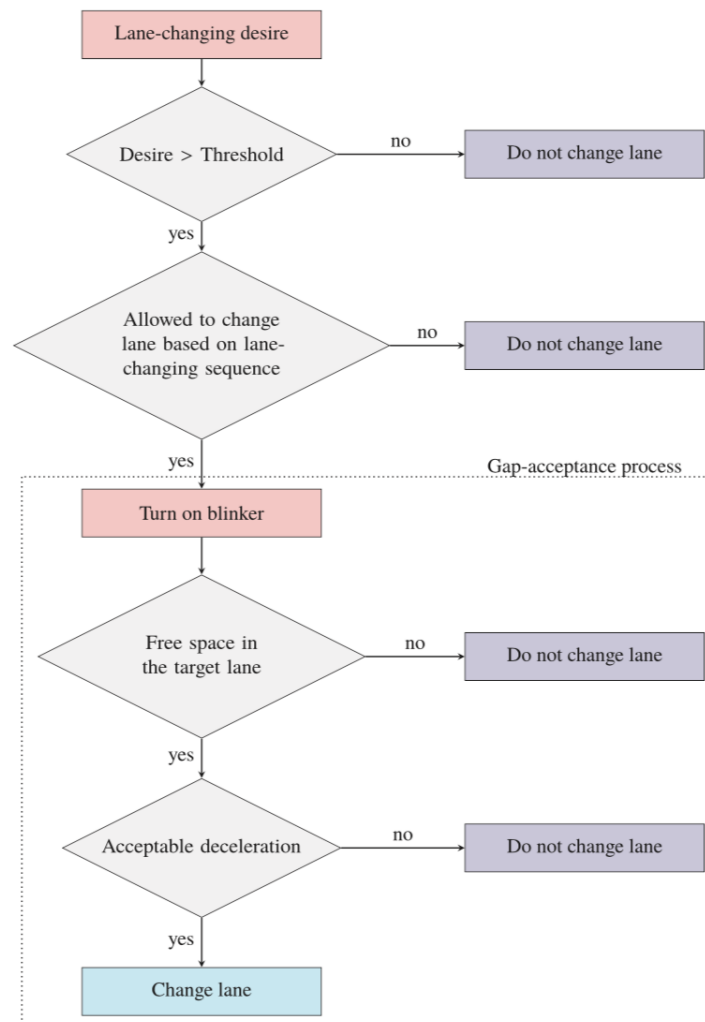 Lane-changing desire
Desire > Threshold
no
Do not change lane
yes
Allowed to change
lane based on lane-
changing sequence
no
Do not change lane
yes
Gap-acceptance process
Turn on blinker
Free space in
the target lane
no
Do not change lane
yes
Acceptable deceleration
no
Do not change lane
yes
Change lane